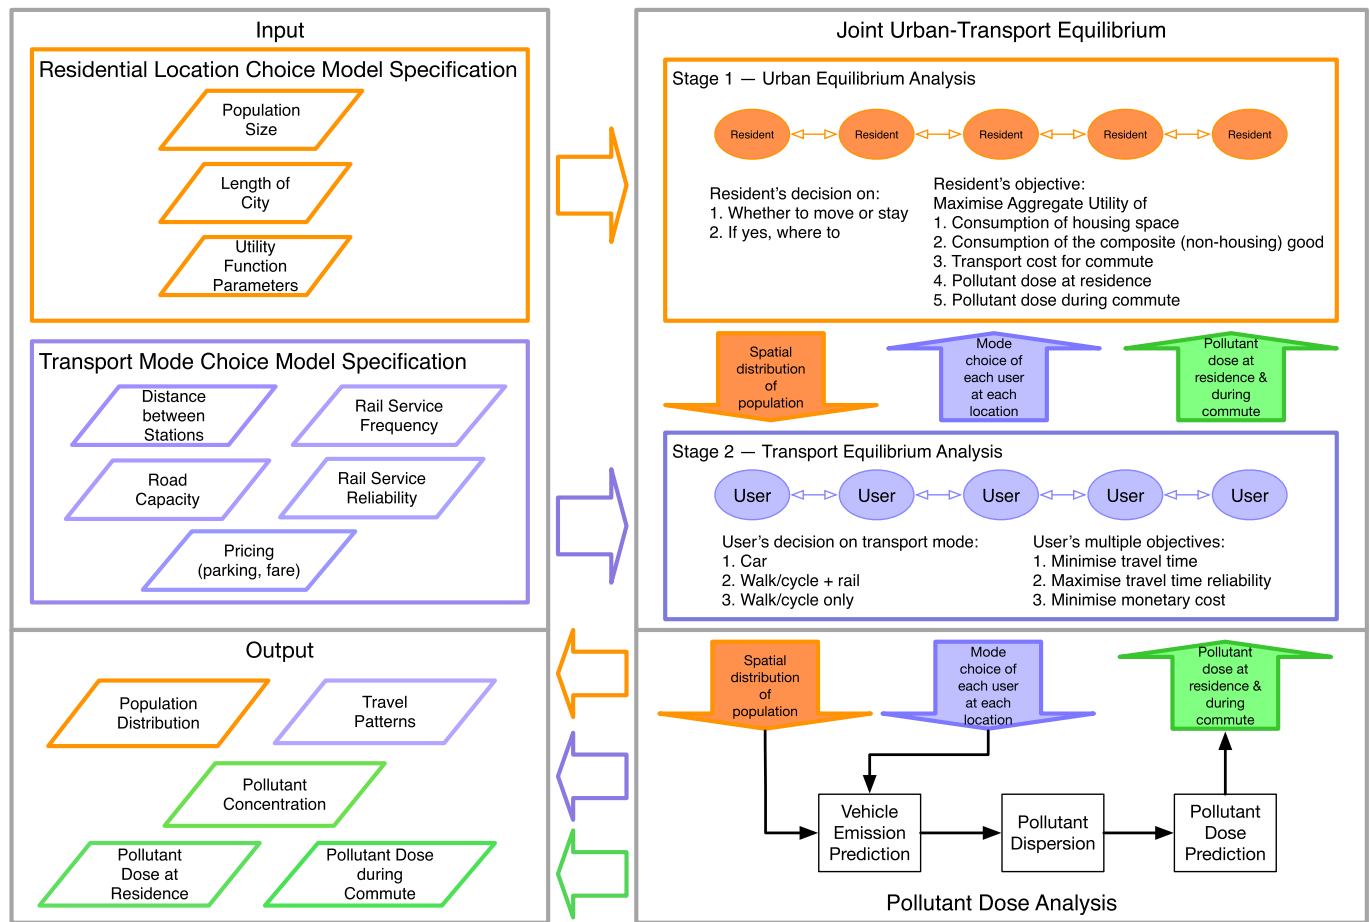 Input
Residential Location Choice Model Specification
Population
Size
Length of
City
Utility
Function
Parameters
Transport Mode Choice Model Specification
Distance
between
Stations
Rail Service
Frequency
Road
Capacity
Rail Service
Reliability
Pricing
(parking, fare)
Joint Urban-Transport Equilibrium
Stage 1 — Urban Equilibrium Analysis
Resident
Resident
Resident
Resident
Resident
Resident's decision on:
1. Whether to move or stay
2. If yes, where to
Resident's objective:
Maximise Aggregate Utility of
1. Consumption of housing space
2. Consumption of the composite (non-housing) good
3. Transport cost for commute
4. Pollutant dose at residence
5. Pollutant dose during commute
Spatial
distribution
of
population
Mode
choice of
each user
at each
location
Pollutant
dose at
residence &
during
commute
Stage 2 — Transport Equilibrium Analysis
User
User
User
User
User
User's decision on transport mode:
1. Car
2. Walk/cycle + rail
3. Walk/cycle only
User's multiple objectives:
1. Minimise travel time
2. Maximise travel time reliability
3. Minimise monetary cost
Output
Population
Distribution
Travel
Patterns
Pollutant
Concentration
Pollutant
Dose at
Residence
Pollutant Dose
during
Commute
Spatial
distribution
of
population
Mode
choice of
each user
at each
location
Pollutant
dose at
residence &
during
commute
Vehicle
Emission
Prediction
Pollutant
Dispersion
Pollutant
Dose
Prediction
Pollutant Dose Analysis